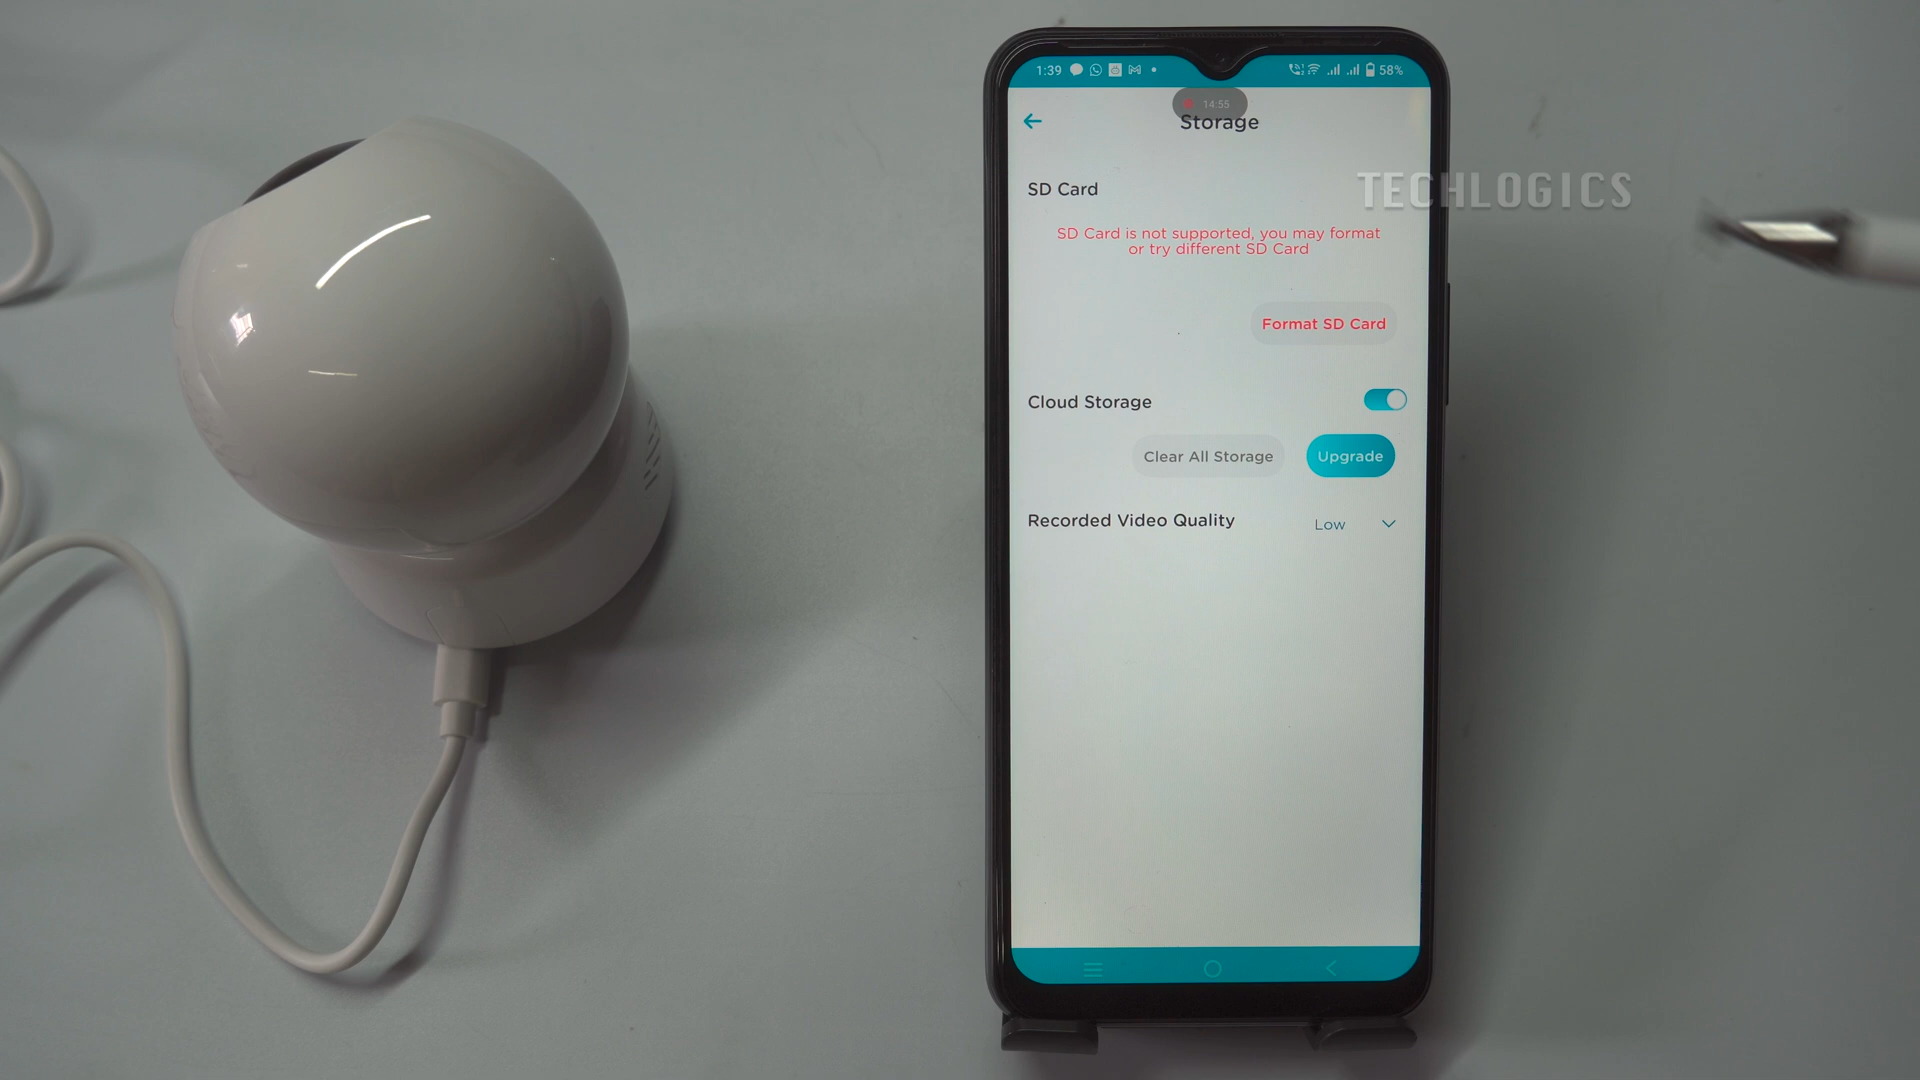 1:39
58%
14:55
Storage
SD Card
TECHLOGICS
SD Card is not supported, you may format
or try different SD Card
Format SD Card
Cloud Storage
Clear All Storage
Upgrade
Recorded Video Quality
Low